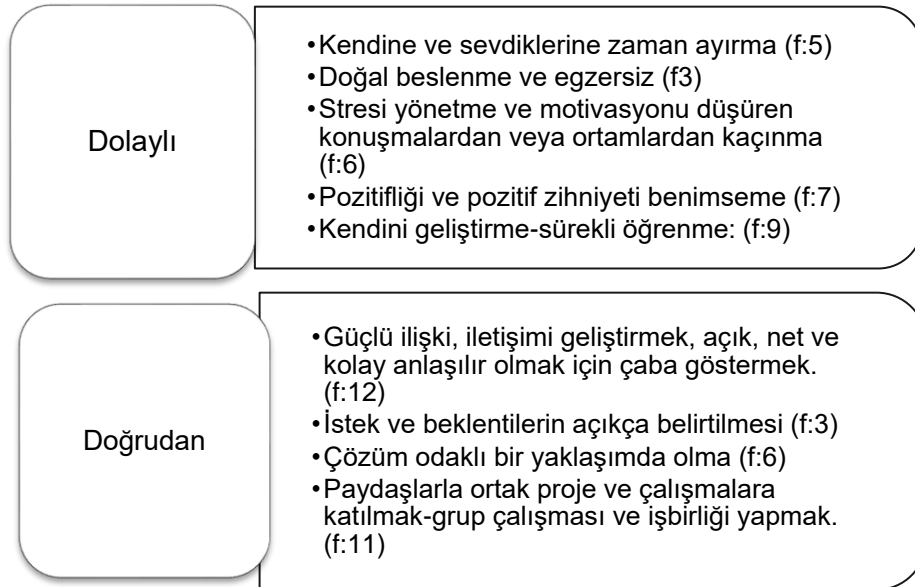 Dolaylı
•Kendine ve sevdiklerine zaman ayırma (f:5)
•Doğal beslenme ve egzersiz (f3)
•Stresi yönetme ve motivasyonu düşüren
konuşmalardan veya ortamlardan kaçınma
(f:6)
•Pozitifliği ve pozitif zihniyeti benimseme (f:7)
•Kendini geliştirme-sürekli öğrenme: (f:9)
Doğrudan
•Güçlü ilişki, iletişimi geliştirmek, açık, net ve
kolay anlaşılır olmak için çaba göstermek.
(f:12)
•İstek ve beklentilerin açıkça belirtilmesi (f:3)
•Çözüm odaklı bir yaklaşımda olma (f:6)
•Paydaşlarla ortak proje ve çalışmalara
katılmak-grup çalışması ve işbirliği yapmak.
(f:11)